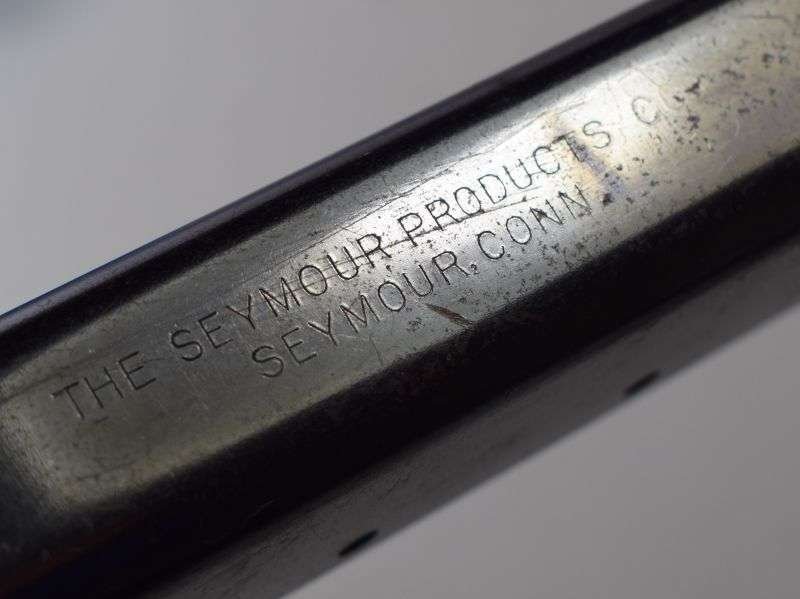 THE SEYMOUR PRODUCTS C
SEYMOUR, CONN